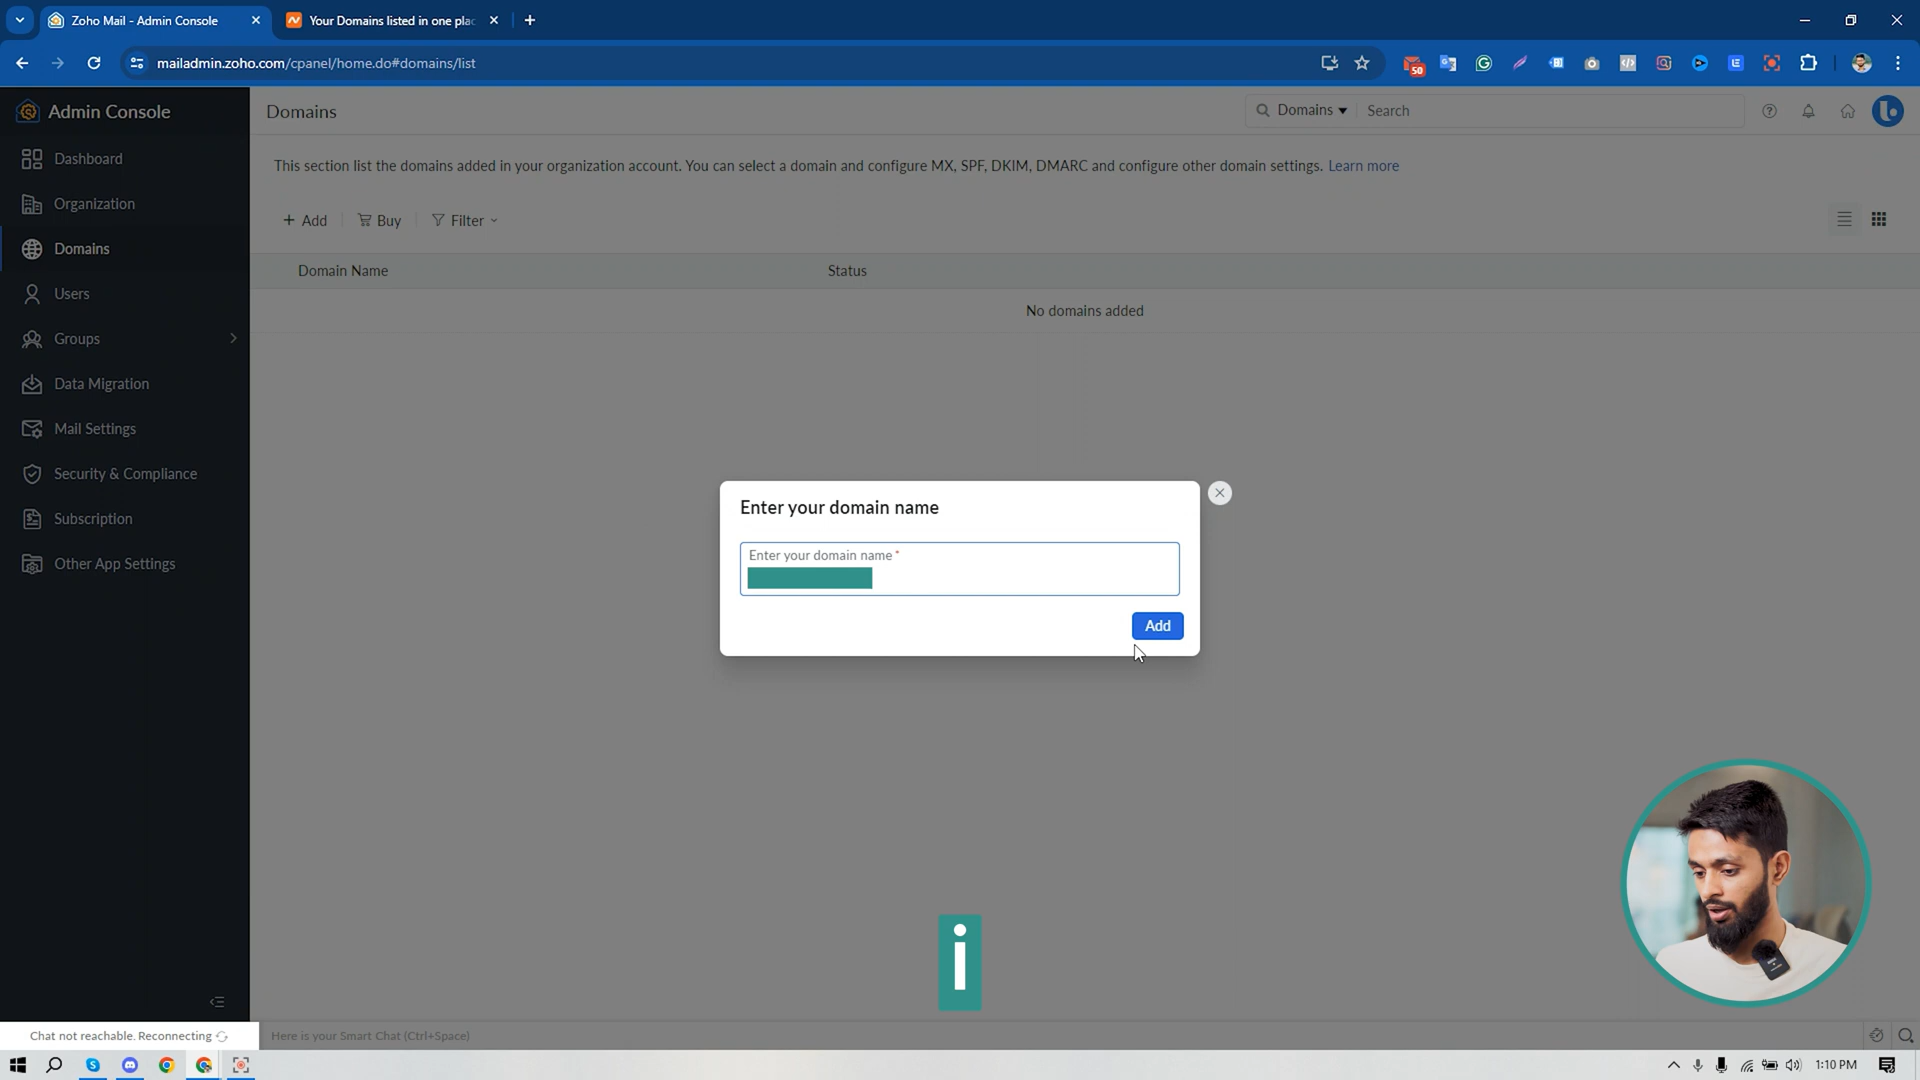 Zoho Mail - Admin Console
Your Domains listed in one plac
mailadmin.zoho.com/cpanel/home.do#domains/list
50
Admin Console
Domains
Domains
Search
Dashboard
Organization
Domains
Users
Groups
Data Migration
Mail Settings
Security & Compliance
Subscription
Other App Settings
This section list the domains added in your organization account. You can select a domain and configure MX, SPF, DKIM, DMARC and configure other domain settings. Learn more
+ Add
Buy
Filter
Domain Name
Status
No domains added
Enter your domain name
Enter your domain name *
Add
i
Chat not reachable. Reconnecting
Here is your Smart Chat (Ctrl+Space)
1:10 PM